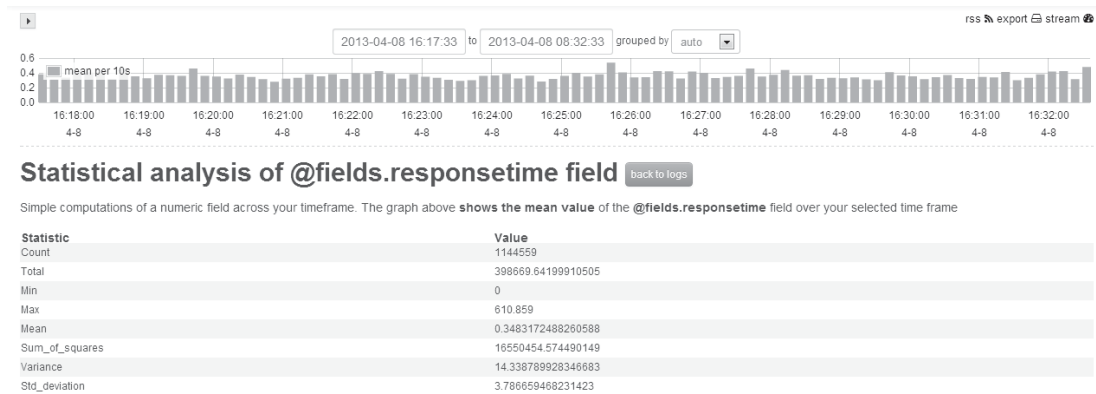 rss export stream
2013-04-08 16:17:33 to 2013-04-08 08:32:33 grouped by auto
0.6
0.4
0.2
0.0
mean per 10s
16:18:00 16:19:00 16:20:00 16:21:00 16:22:00 16:23:00 16:24:00 16:25:00 16:26:00 16:27:00 16:28:00 16:29:00 16:30:00 16:31:00 16:32:00
4-8 4-8 4-8 4-8 4-8 4-8 4-8 4-8 4-8 4-8 4-8 4-8 4-8 4-8 4-8
Statistical analysis of @fields.responsetime field back to logs
Simple computations of a numeric field across your timeframe. The graph above shows the mean value of the @fields.responsetime field over your selected time frame
Statistic Value
Count 1144559
Total 398669.64199910505
Min 0
Max 610.859
Mean 0.3483172488260588
Sum_of_squares 16550454.574490149
Variance 14.338789928346683
Std_deviation 3.786659468231423